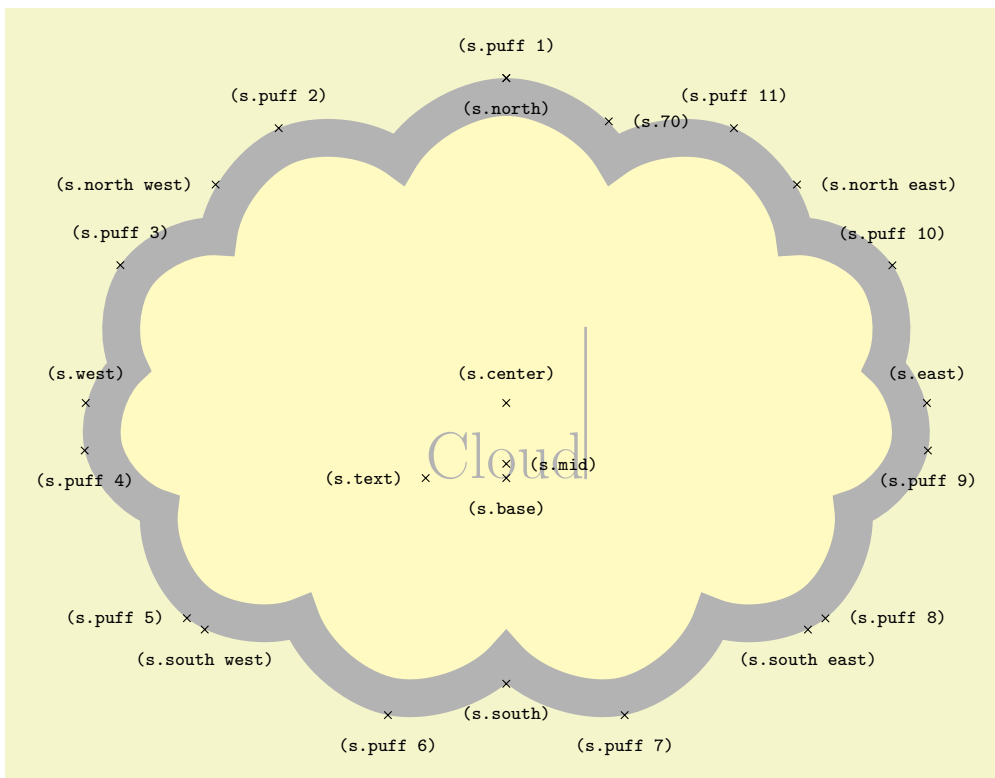 (s.puff 1)
(s.puff 2)
(s.puff 11)
(s.north)
(s.70)
(s.north west)
(s.north east)
(s.puff 3)
(s.puff 10)
(s.west)
(s.center)
(s.east)
Cloud
(s.mid)
(s.text)
(s.puff 4)
(s.puff 9)
(s.base)
(s.puff 5)
(s.puff 8)
(s.south west)
(s.south east)
(s.south)
(s.puff 6)
(s.puff 7)